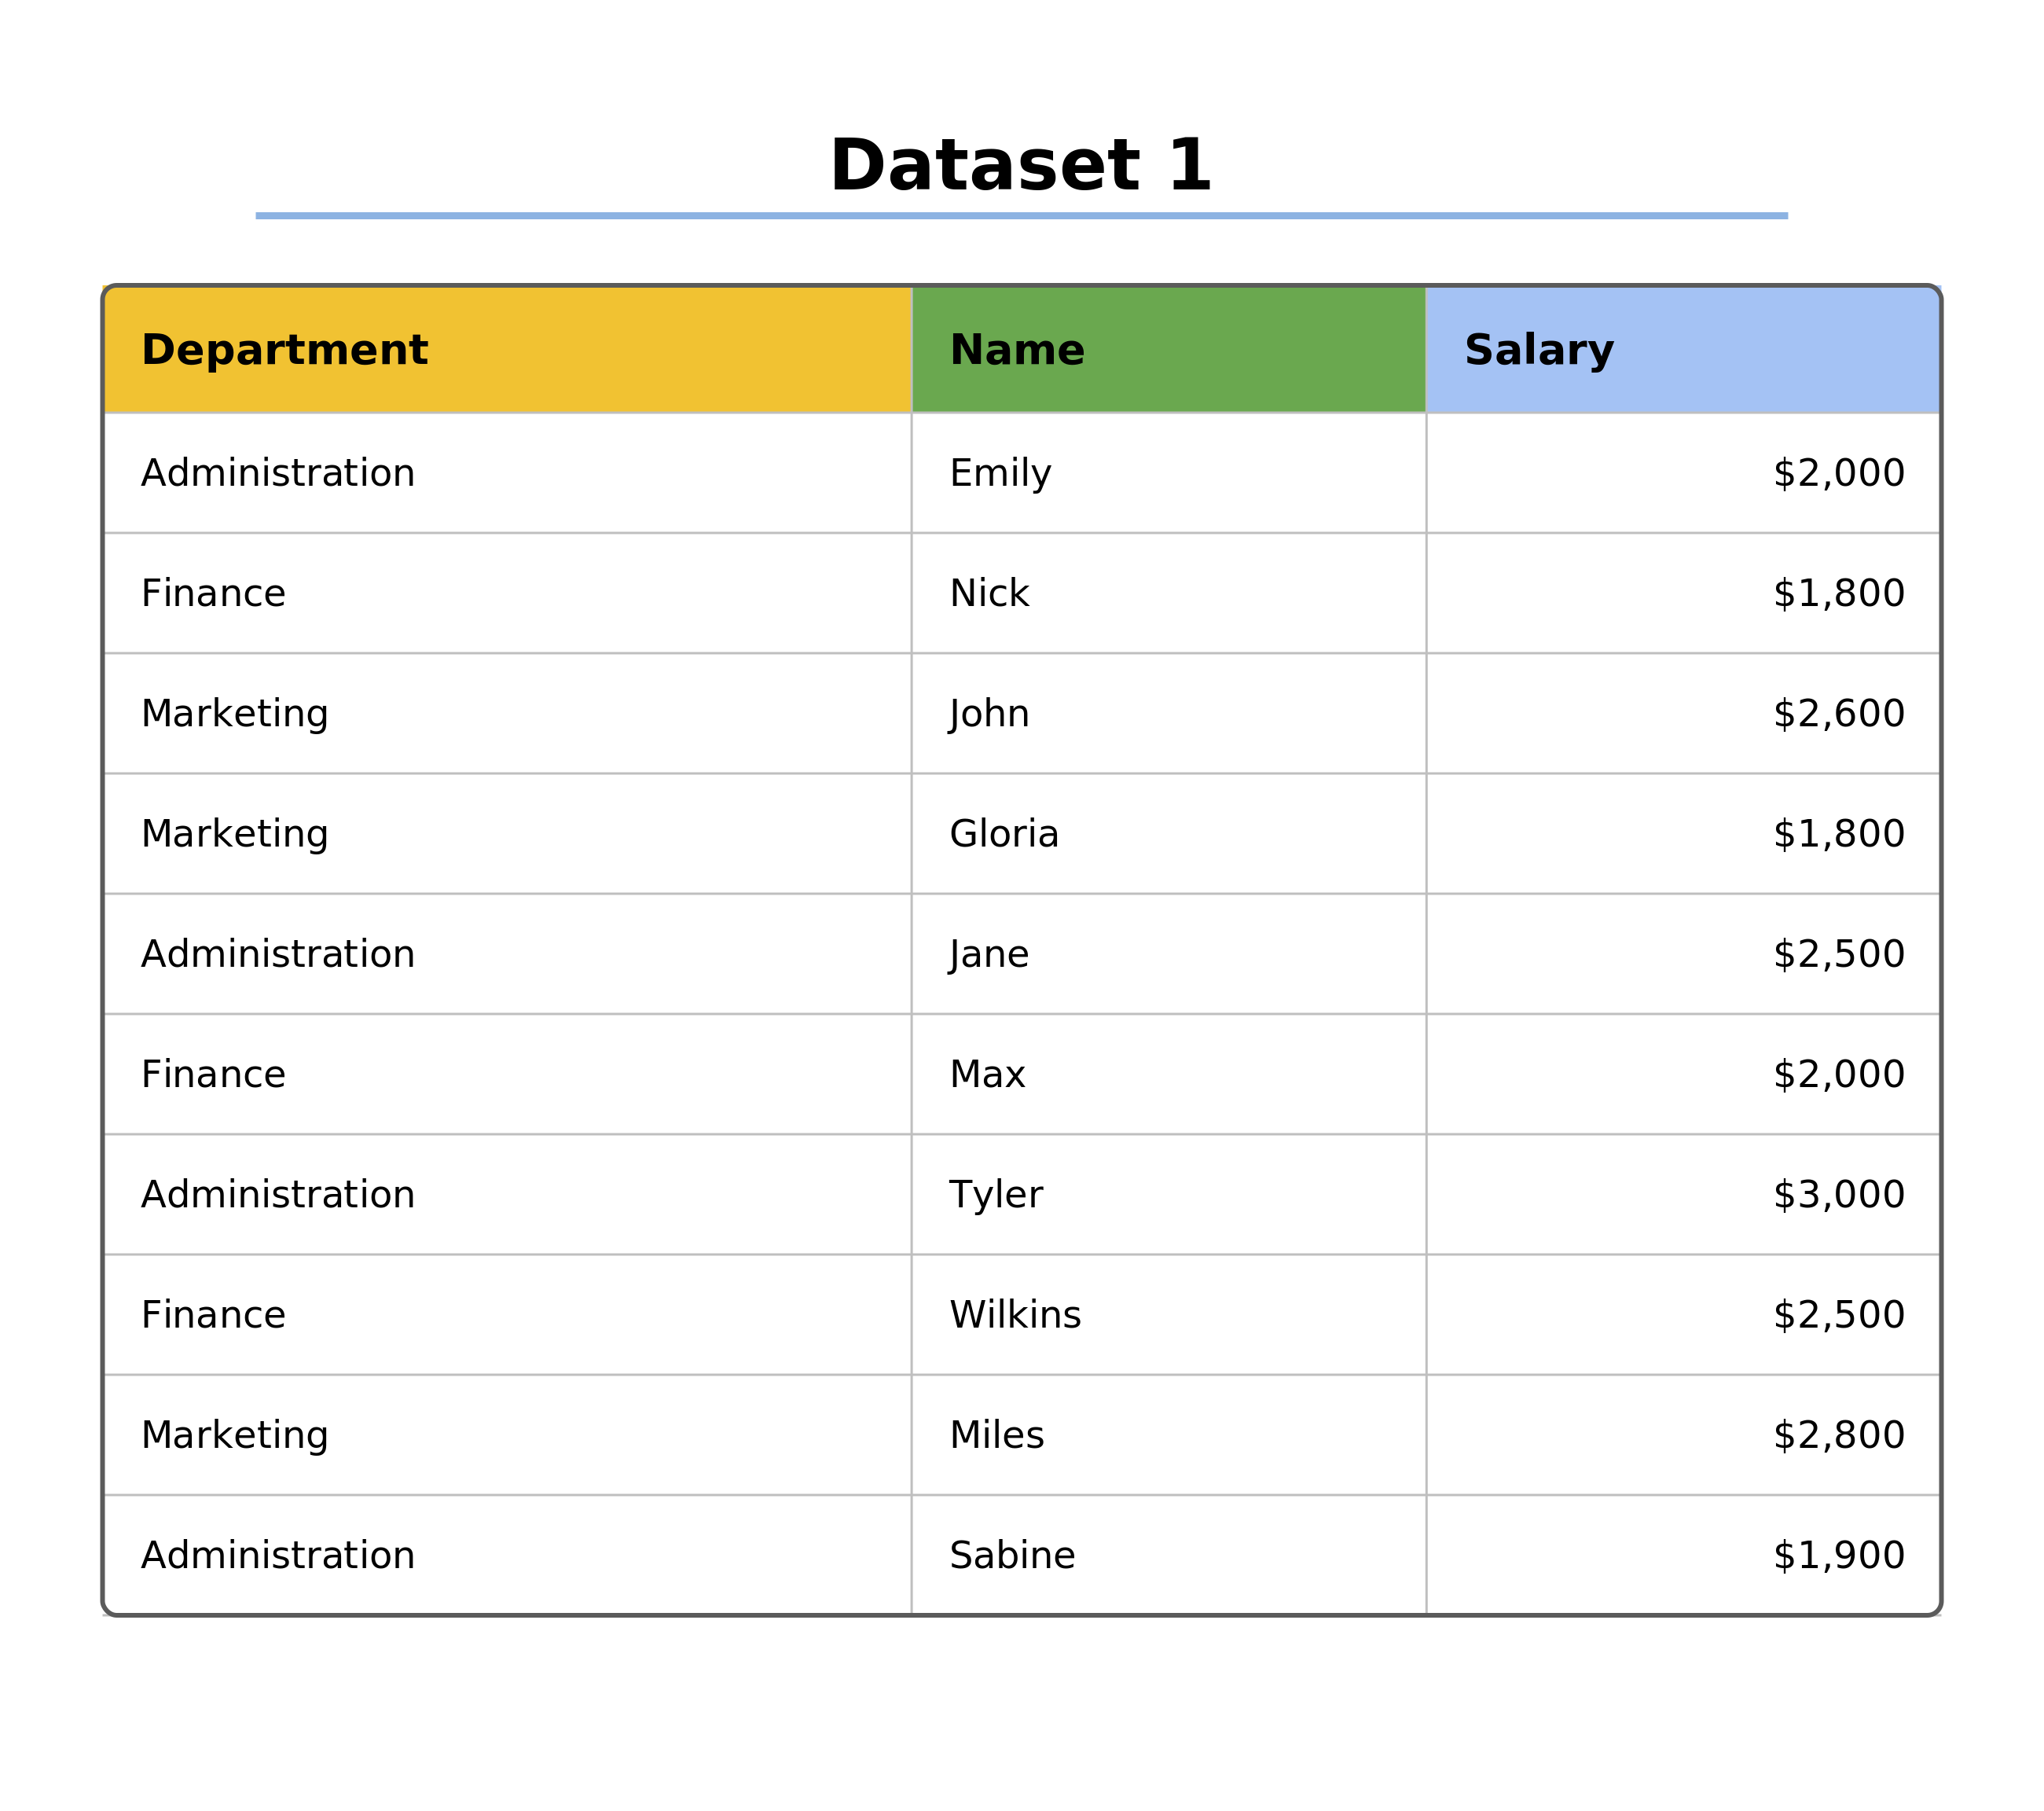 Dataset 1
Department Name Salary
Administration Emily $2,000
Finance Nick $1,800
Marketing John $2,600
Marketing Gloria $1,800
Administration Jane $2,500
Finance Max $2,000
Administration Tyler $3,000
Finance Wilkins $2,500
Marketing Miles $2,800
Administration Sabine $1,900